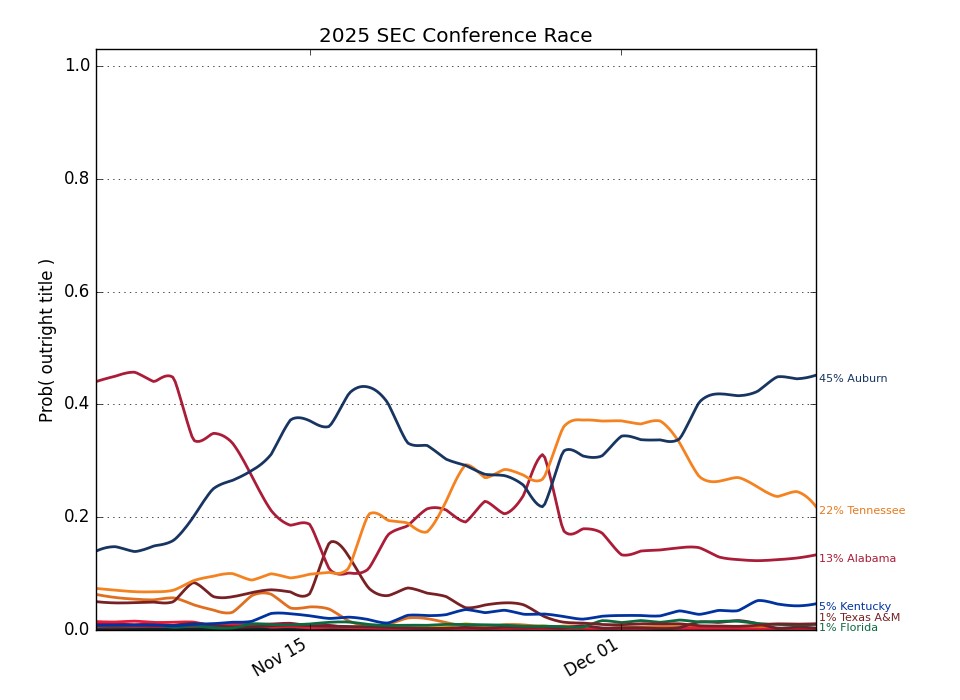 2025 SEC Conference Race
Prob( outright title )
1.0
0.8
0.6
0.4
0.2
0.0
Nov 15
Dec 01
45% Auburn
22% Tennessee
13% Alabama
5% Kentucky
1% Texas A&M
1% Florida